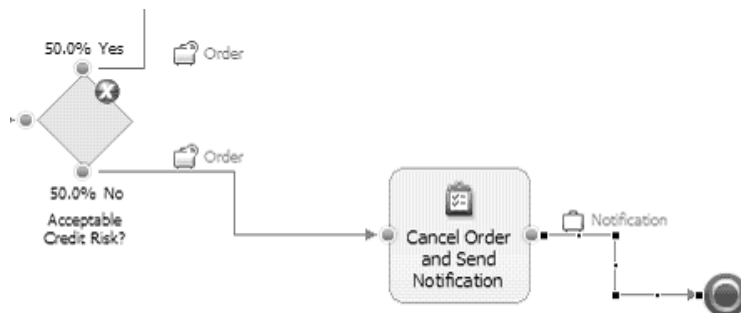 50.0% Yes
Order
Order
50.0% No
Acceptable
Credit Risk?
Cancel Order
and Send
Notification
Notification